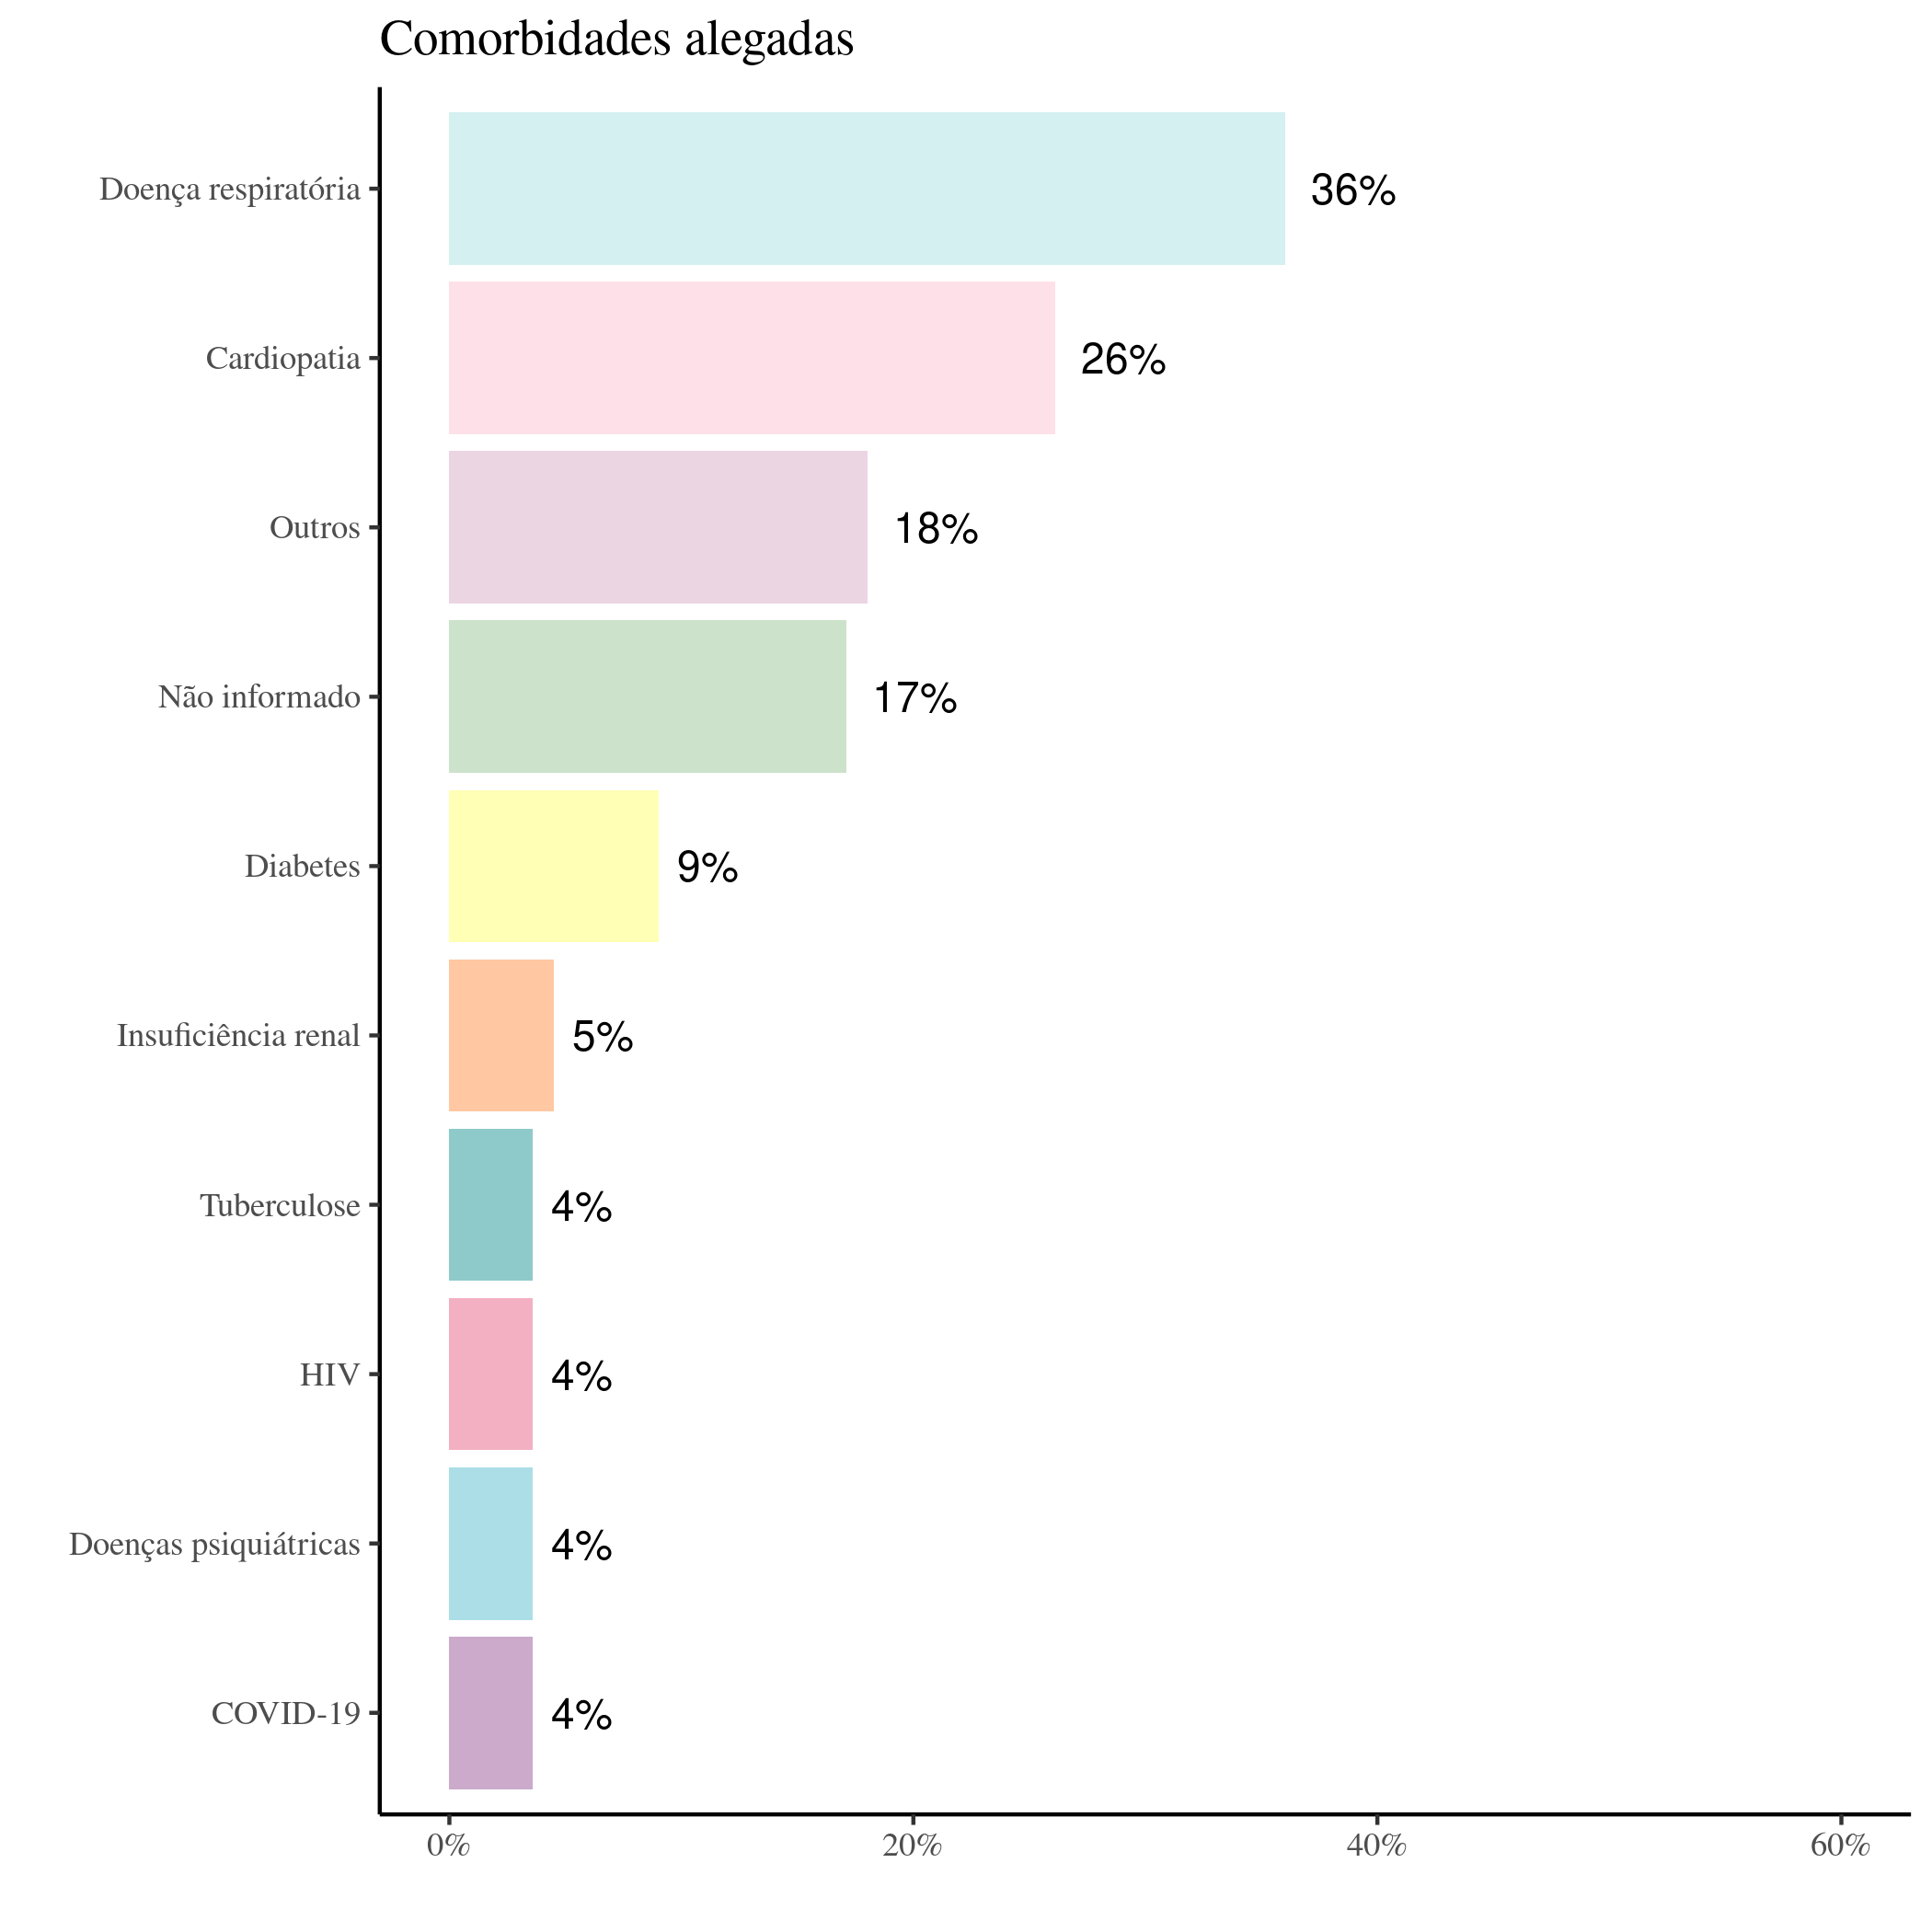 Comorbidades alegadas
Doença respiratória 36%
Cardiopatia 26%
Outros 18%
Não informado 17%
Diabetes 9%
Insuficiência renal 5%
Tuberculose 4%
HIV 4%
Doenças psiquiátricas 4%
COVID-19 4%
0% 20% 40% 60%